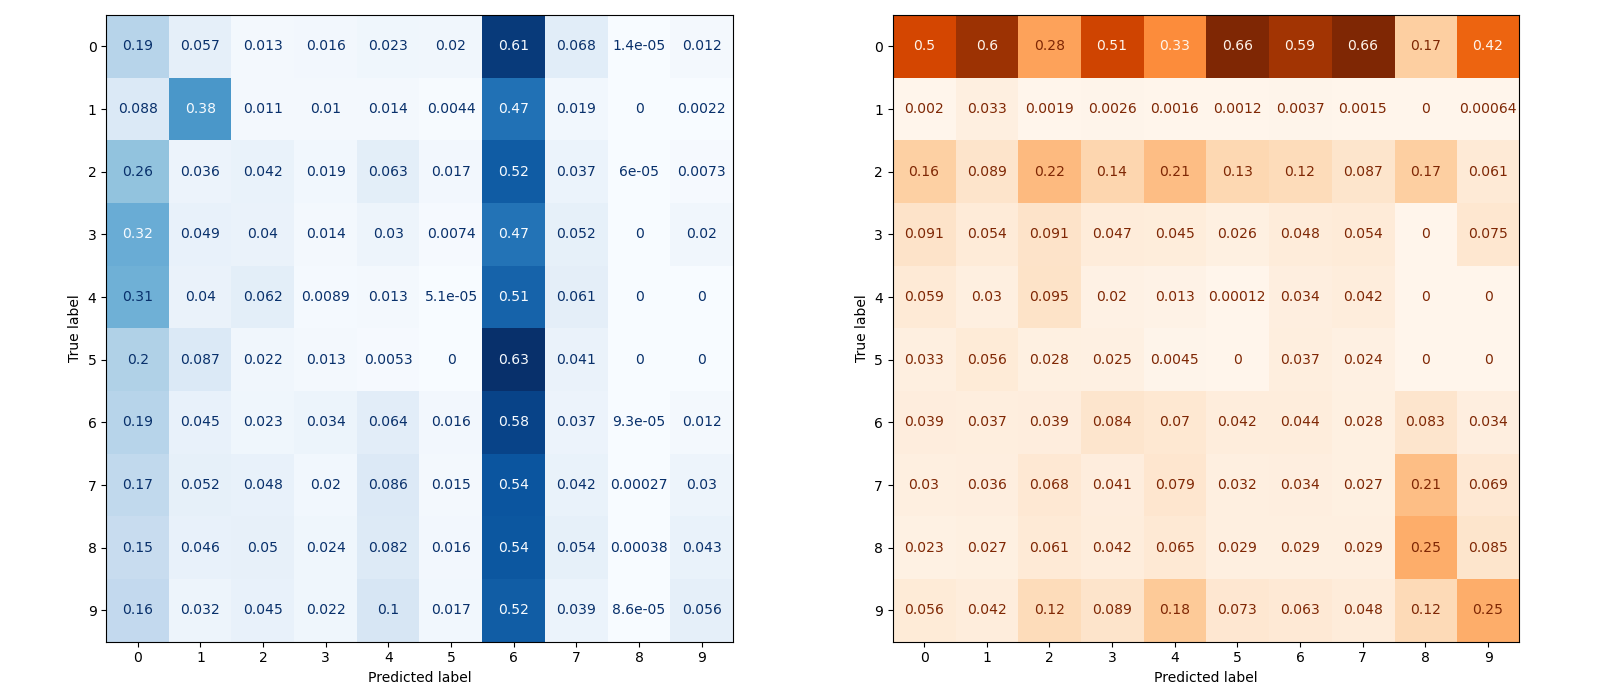 0 0.19 0.057 0.013 0.016 0.023 0.02 0.61 0.068 1.4e-05 0.012
1 0.088 0.38 0.011 0.01 0.014 0.0044 0.47 0.019 0 0.0022
2 0.26 0.036 0.042 0.019 0.063 0.017 0.52 0.037 6e-05 0.0073
3 0.32 0.049 0.04 0.014 0.03 0.0074 0.47 0.052 0 0.02
4 0.31 0.04 0.062 0.0089 0.013 5.1e-05 0.51 0.061 0 0
True label
5 0.2 0.087 0.022 0.013 0.0053 0 0.63 0.041 0 0
6 0.19 0.045 0.023 0.034 0.064 0.016 0.58 0.037 9.3e-05 0.012
7 0.17 0.052 0.048 0.02 0.086 0.015 0.54 0.042 0.00027 0.03
8 0.15 0.046 0.05 0.024 0.082 0.016 0.54 0.054 0.00038 0.043
9 0.16 0.032 0.045 0.022 0.1 0.017 0.52 0.039 8.6e-05 0.056
0 1 2 3 4 5 6 7 8 9
Predicted label
0 0.5 0.6 0.28 0.51 0.33 0.66 0.59 0.66 0.17 0.42
1 0.002 0.033 0.0019 0.0026 0.0016 0.0012 0.0037 0.0015 0 0.00064
2 0.16 0.089 0.22 0.14 0.21 0.13 0.12 0.087 0.17 0.061
3 0.091 0.054 0.091 0.047 0.045 0.026 0.048 0.054 0 0.075
4 0.059 0.03 0.095 0.02 0.013 0.00012 0.034 0.042 0 0
True label
5 0.033 0.056 0.028 0.025 0.0045 0 0.037 0.024 0 0
6 0.039 0.037 0.039 0.084 0.07 0.042 0.044 0.028 0.083 0.034
7 0.03 0.036 0.068 0.041 0.079 0.032 0.034 0.027 0.21 0.069
8 0.023 0.027 0.061 0.042 0.065 0.029 0.029 0.029 0.25 0.085
9 0.056 0.042 0.12 0.089 0.18 0.073 0.063 0.048 0.12 0.25
0 1 2 3 4 5 6 7 8 9
Predicted label